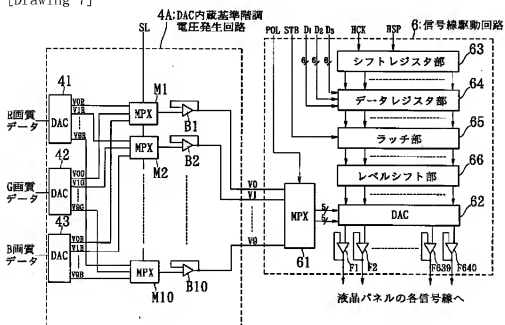 [Drawing 7]
4A:DAC内蔵基準階調
電圧発生回路
6:信号線駆動回路
SL
POL STB D1 D2 D3 HCK HSP
6 6 6
41
R画質
データ
DAC
V0R
V1R
V9R
M1
MPX
B1
MPX
M2
B2
42
G画質
データ
DAC
V0G
V1G
V9G
43
B画質
データ
DAC
V0B
V1B
V9B
MPX
M10
B10
V0
V1
V9
MPX
61
5
5
シフトレジスタ部
63
データレジスタ部
64
ラッチ部
65
レベルシフト部
66
DAC
62
F1 F2 F639 F640
液晶パネルの各信号線へ